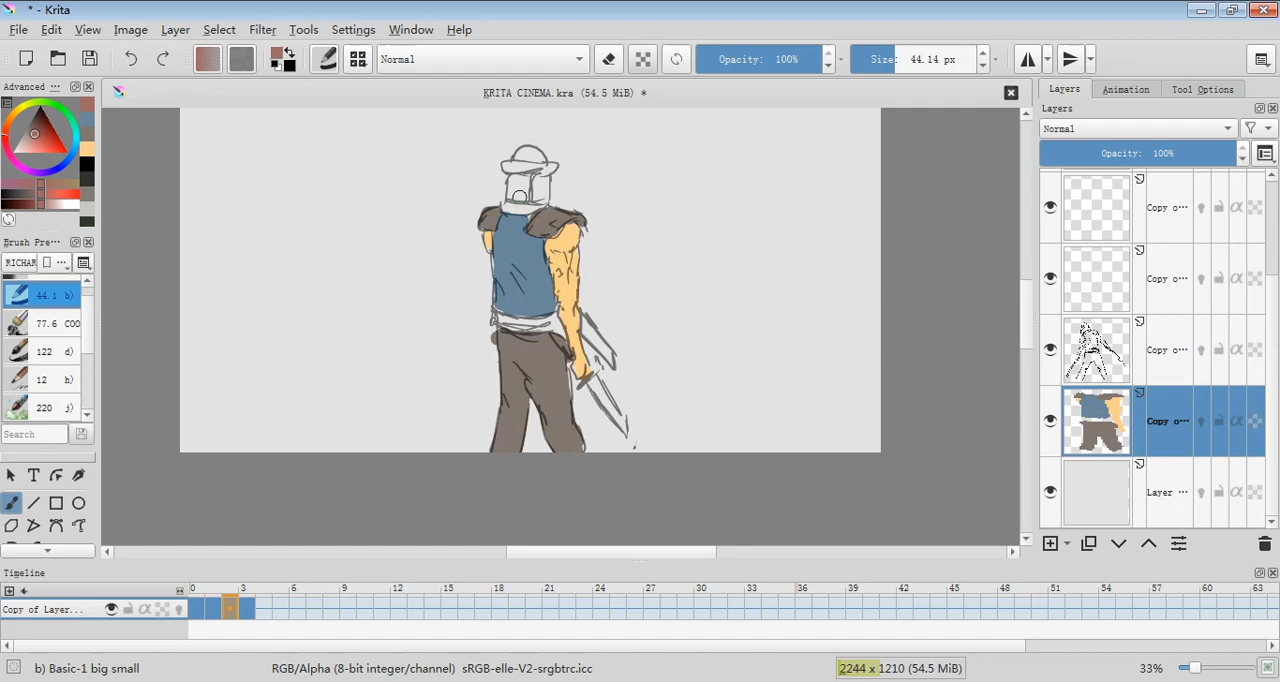 * - Krita
File Edit View Image Layer Select Filter Tools Settings Window Help
Normal Opacity: 100% Size: 44.14 px
Advanced ···
KRITA CINEMA.kra (54.5 MiB) *
Layers Animation Tool Options
Layers
Normal
Opacity: 100%
Copy o···
Copy o···
Copy o···
Copy o···
Layer ···
Brush Pre···
RICHAR
44.1 b)
77.6 COO
122 d)
12 h)
220 j)
Search
Timeline
0 3 6 9 12 15 18 21 24 27 30 33 36 39 42 45 48 51 54 57 60 63
Copy of Layer...
b) Basic-1 big small RGB/Alpha (8-bit integer/channel) sRGB-elle-V2-srgbtrc.icc 2244 x 1210 (54.5 MiB) 33%